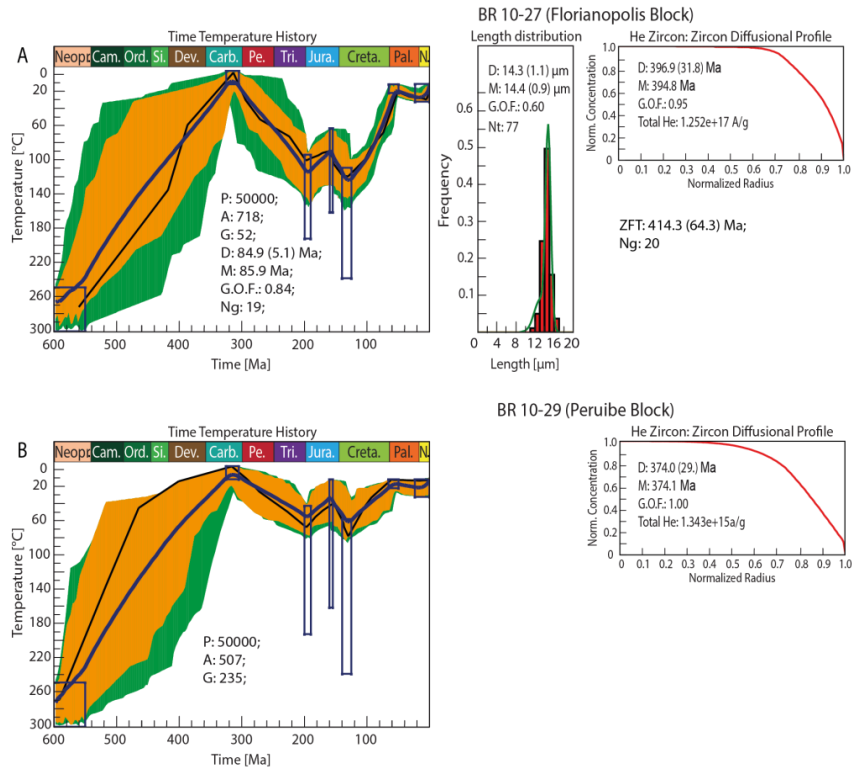 BR 10-27 (Florianopolis Block)
A
Time Temperature History
Neopr Cam. Ord. Si. Dev. Carb. Pe. Tri. Jura. Creta. Pal. N.
Temperature [°C]
0
20
60
100
140
180
220
260
300
P: 50000;
A: 718;
G: 52;
D: 84.9 (5.1) Ma;
M: 85.9 Ma;
G.O.F.: 0.84;
Ng: 19;
600 500 400 300 200 100
Time [Ma]
Length distribution
D: 14.3 (1.1) µm
M: 14.4 (0.9) µm
G.O.F.: 0.60
Nt: 77
Frequency
0.6
0.5
0.4
0.3
0.2
0.1
0 4 8 12 16 20
Length [µm]
He Zircon: Zircon Diffusional Profile
Norm. Concentration
1.0
0.8
0.6
0.4
0.2
0
D: 396.9 (31.8) Ma
M: 394.8 Ma
G.O.F.: 0.95
Total He: 1.252e+17 A/g
0 0.1 0.2 0.3 0.4 0.5 0.6 0.7 0.8 0.9 1.0
Normalized Radius
ZFT: 414.3 (64.3) Ma;
Ng: 20
BR 10-29 (Peruibe Block)
B
Time Temperature History
Neopr Cam. Ord. Si. Dev. Carb. Pe. Tri. Jura. Creta. Pal. N.
Temperature [°C]
0
20
60
100
140
180
220
260
300
P: 50000;
A: 507;
G: 235;
600 500 400 300 200 100
Time [Ma]
He Zircon: Zircon Diffusional Profile
Norm. Concentration
1.0
0.8
0.6
0.4
0.2
0
D: 374.0 (29.) Ma
M: 374.1 Ma
G.O.F.: 1.00
Total He: 1.343e+15a/g
0 0.1 0.2 0.3 0.4 0.5 0.6 0.7 0.8 0.9 1.0
Normalized Radius